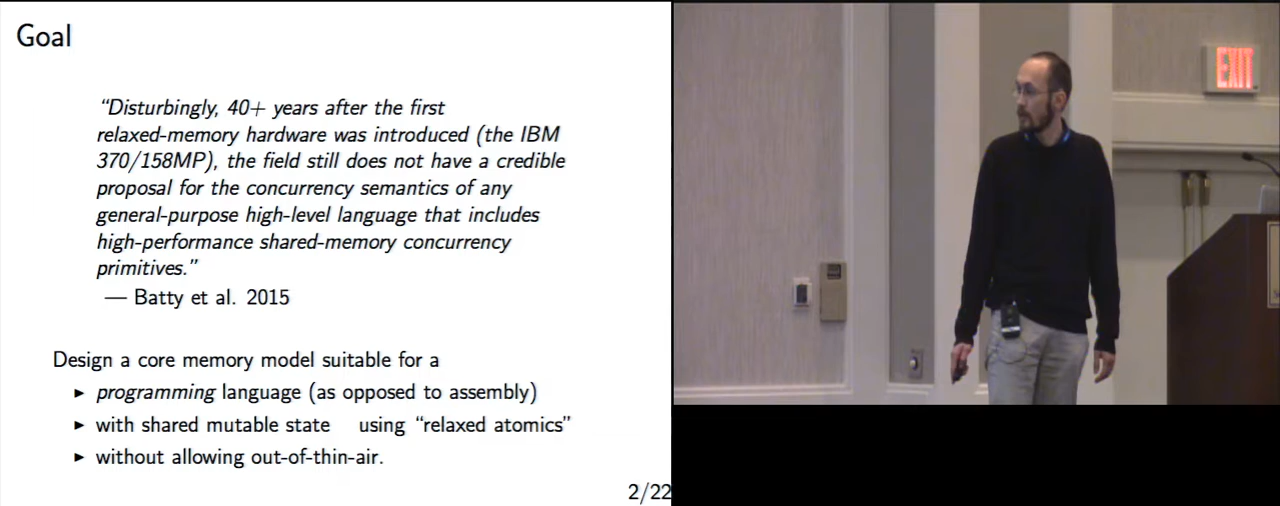 Goal
“Disturbingly, 40+ years after the first
relaxed-memory hardware was introduced (the IBM
370/158MP), the field still does not have a credible
proposal for the concurrency semantics of any
general-purpose high-level language that includes
high-performance shared-memory concurrency
primitives.”
— Batty et al. 2015
Design a core memory model suitable for a
▸ programming language (as opposed to assembly)
▸ with shared mutable state using “relaxed atomics”
▸ without allowing out-of-thin-air.
2/22
EXIT